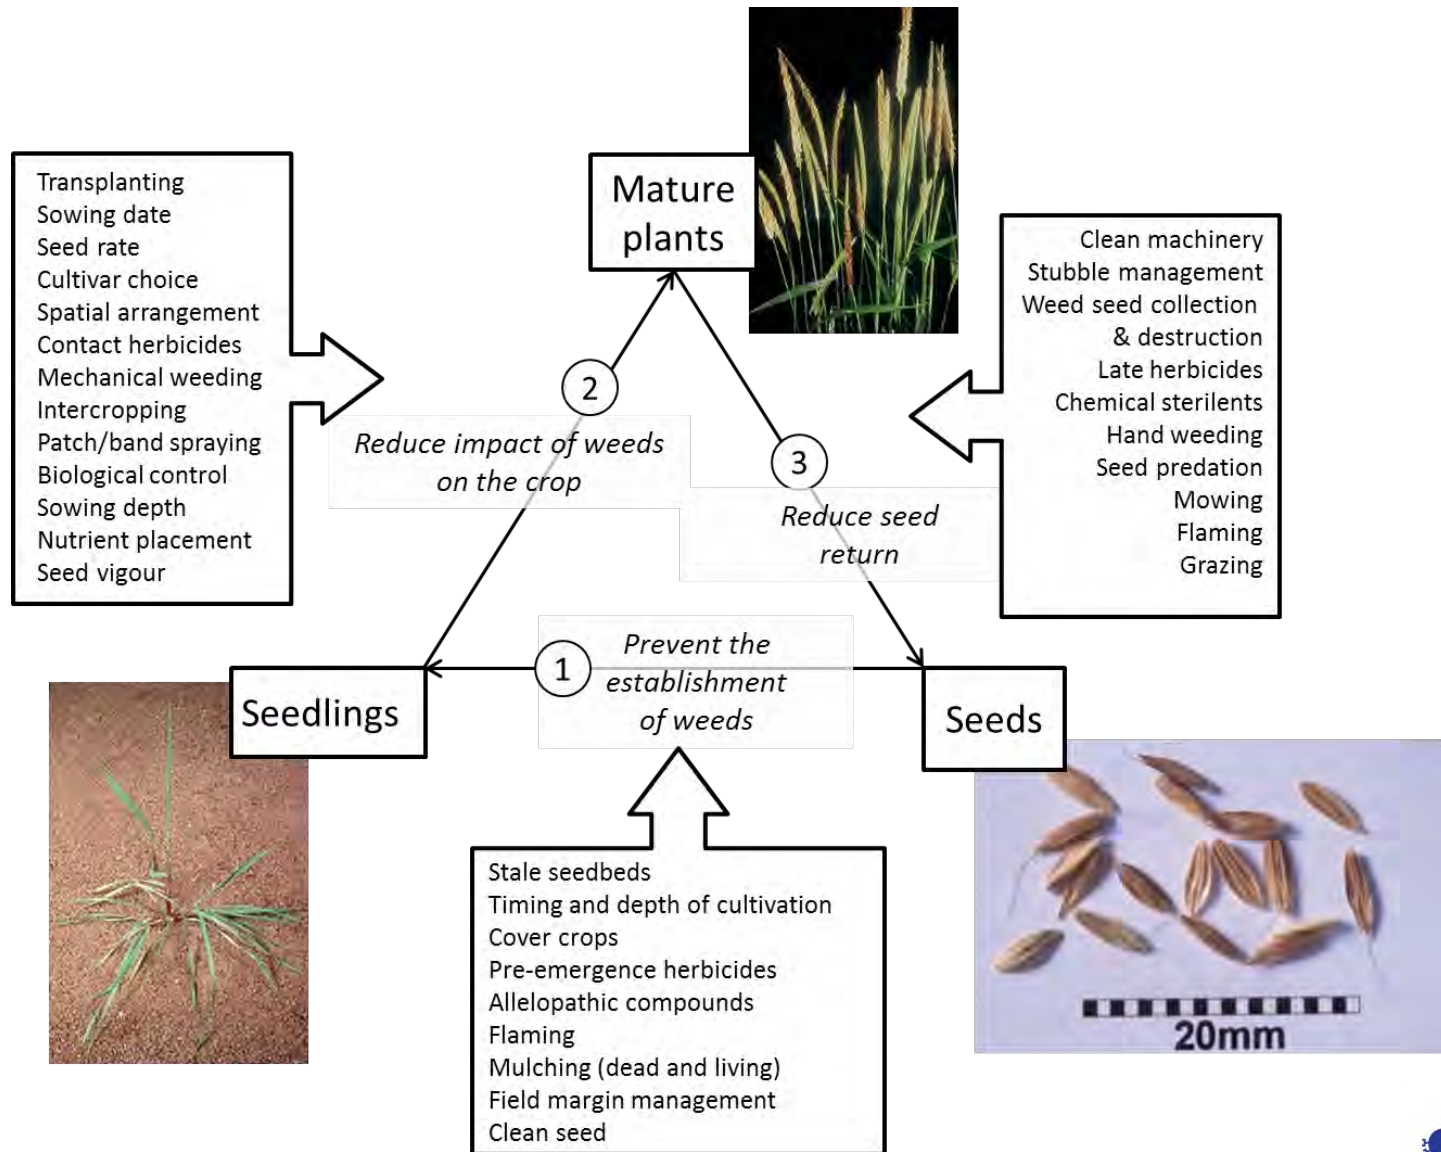 Mature
plants
Transplanting
Sowing date
Seed rate
Cultivar choice
Spatial arrangement
Contact herbicides
Mechanical weeding
Intercropping
Patch/band spraying
Biological control
Sowing depth
Nutrient placement
Seed vigour
Clean machinery
Stubble management
Weed seed collection
& destruction
Late herbicides
Chemical sterilents
Hand weeding
Seed predation
Mowing
Flaming
Grazing
2
Reduce impact of weeds
on the crop
3
Reduce seed
return
1
Prevent the
establishment
of weeds
Seedlings
Seeds
Stale seedbeds
Timing and depth of cultivation
Cover crops
Pre-emergence herbicides
Allelopathic compounds
Flaming
Mulching (dead and living)
Field margin management
Clean seed
20mm